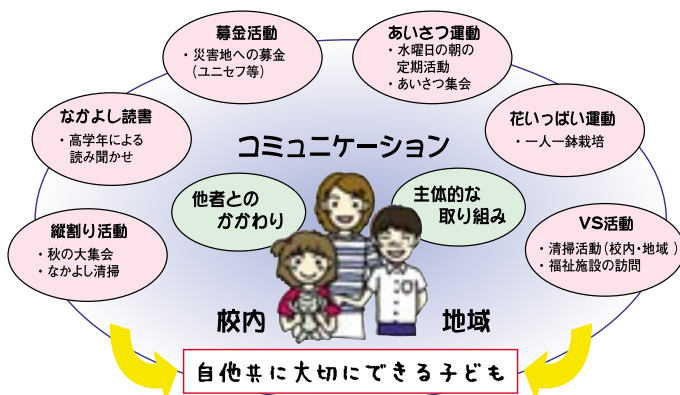 募金活動
・災害地への募金
（ユニセフ等）
あいさつ運動
・水曜日の朝の
定期活動
・あいさつ集会
なかよし読書
・高学年による
読み聞かせ
花いっぱい運動
・一人一鉢栽培
コミュニケーション
他者との
かかわり
主体的な
取り組み
縦割り活動
・秋の大集会
・なかよし清掃
VS活動
・清掃活動（校内・地域）
・福祉施設の訪問
校内
地域
自他共に大切にできる子ども